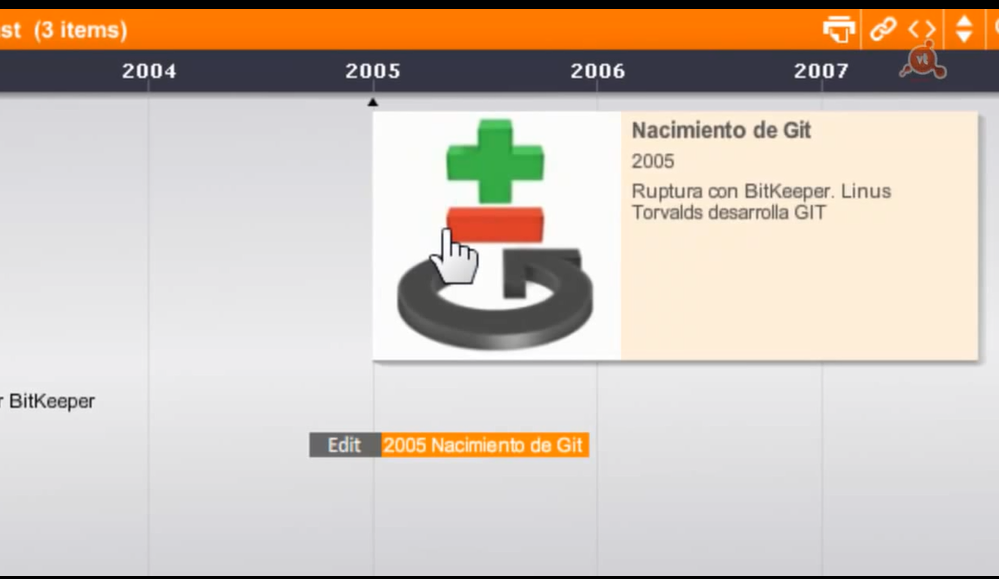 st (3 items)
2004 2005 2006 2007
Nacimiento de Git
2005
Ruptura con BitKeeper. Linus
Torvalds desarrolla GIT
r BitKeeper
Edit 2005 Nacimiento de Git